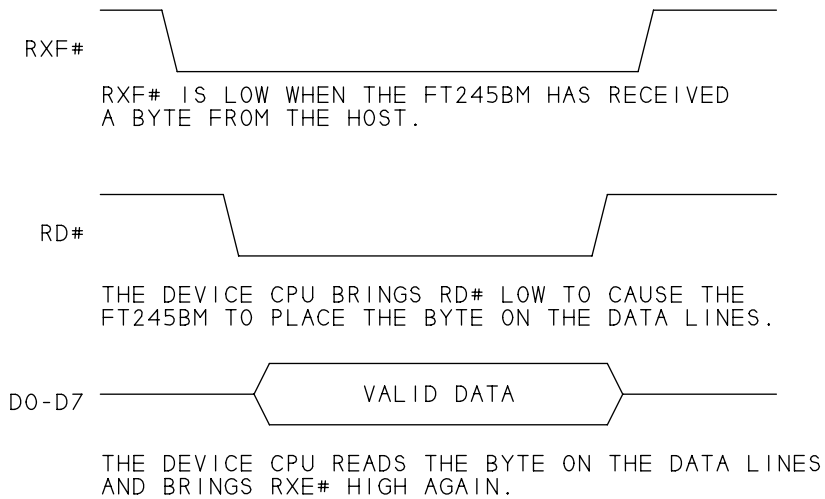 RXF#
RXF# IS LOW WHEN THE FT245BM HAS RECEIVED
A BYTE FROM THE HOST.
RD#
THE DEVICE CPU BRINGS RD# LOW TO CAUSE THE
FT245BM TO PLACE THE BYTE ON THE DATA LINES.
D0-D7
VALID DATA
THE DEVICE CPU READS THE BYTE ON THE DATA LINES
AND BRINGS RXE# HIGH AGAIN.